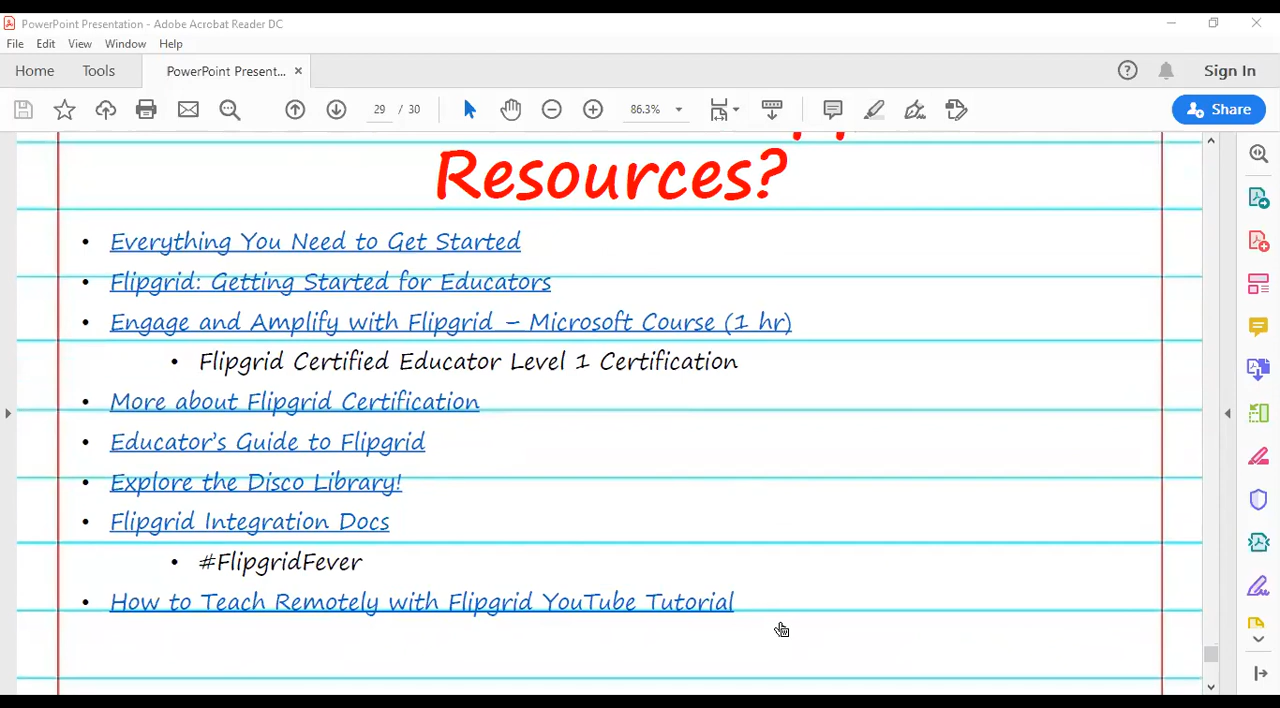 PowerPoint Presentation - Adobe Acrobat Reader DC
File Edit View Window Help
Home Tools PowerPoint Present... × Sign In
29 / 30 86.3% Share
Resources?
• Everything You Need to Get Started
• Flipgrid: Getting Started for Educators
• Engage and Amplify with Flipgrid – Microsoft Course (1 hr)
• Flipgrid Certified Educator Level 1 Certification
• More about Flipgrid Certification
• Educator's Guide to Flipgrid
• Explore the Disco Library!
• Flipgrid Integration Docs
• #FlipgridFever
• How to Teach Remotely with Flipgrid YouTube Tutorial